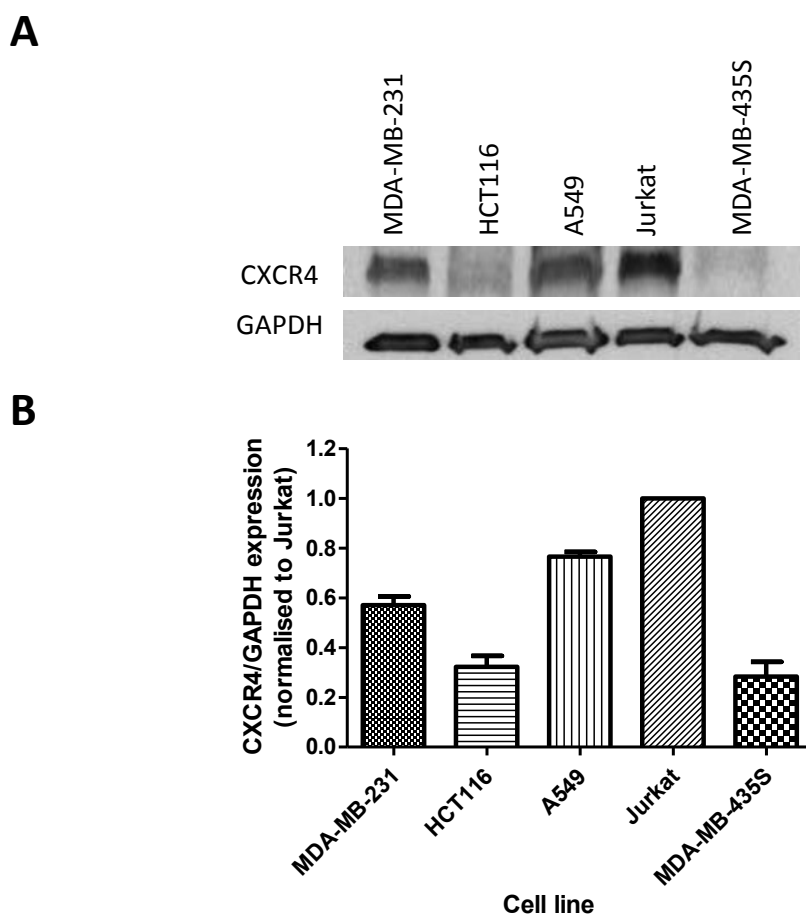 A
MDA-MB-231
HCT116
A549
Jurkat
MDA-MB-435S
CXCR4
GAPDH
B
CXCR4/GAPDH expression
(normalised to Jurkat)
1.2
1.0
0.8
0.6
0.4
0.2
0.0
MDA-MB-231
HCT116
A549
Jurkat
MDA-MB-435S
Cell line